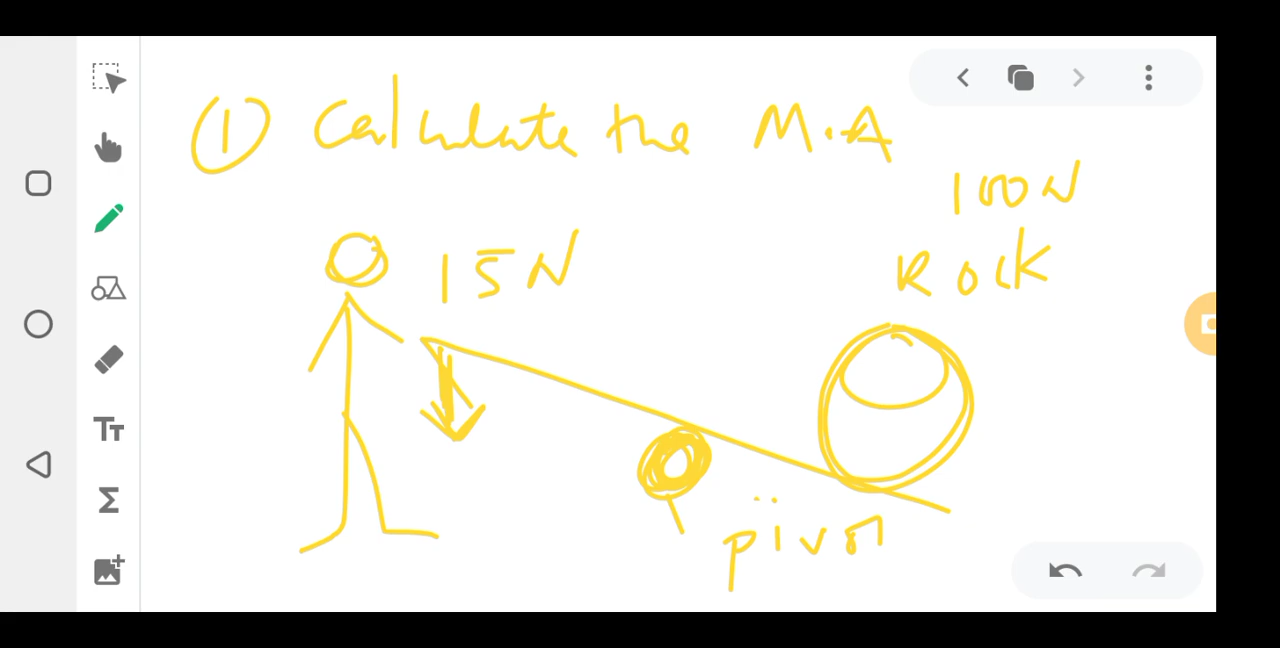 ① Calculate the M.A
100N
15N
Rock
pivot